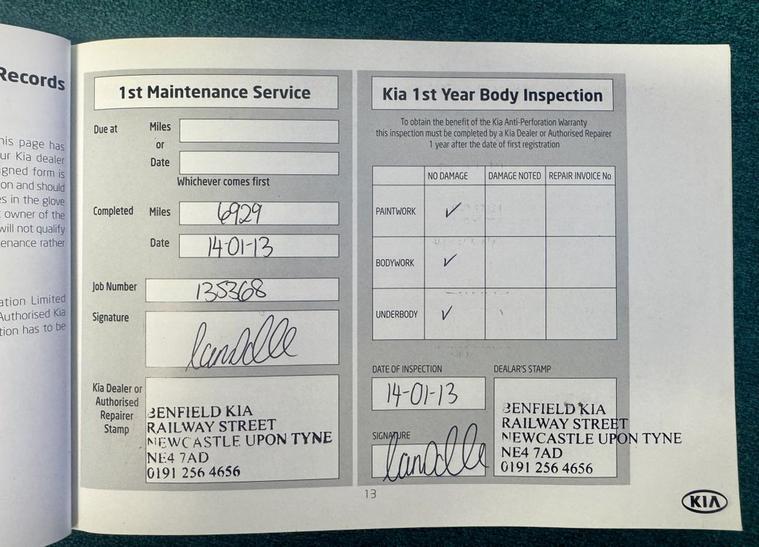 Records
his page has
ur Kia dealer
gned form is
on and should
s in the glove
owner of the
will not qualify
enance rather
ation Limited
Authorised Kia
tion has to be
1st Maintenance Service
Due at
Miles
or
Date
Whichever comes first
Completed
Miles 6929
Date 14-01-13
Job Number 135368
Signature
Kia Dealer or
Authorised
Repairer
Stamp
BENFIELD KIA
RAILWAY STREET
NEWCASTLE UPON TYNE
NE4 7AD
0191 256 4656
Kia 1st Year Body Inspection
To obtain the benefit of the Kia Anti-Perforation Warranty
this inspection must be completed by a Kia Dealer or Authorised Repairer
1 year after the date of first registration
NO DAMAGE DAMAGE NOTED REPAIR INVOICE No
PAINTWORK ✓
BODYWORK ✓
UNDERBODY ✓
DATE OF INSPECTION
14-01-13
SIGNATURE
DEALAR'S STAMP
BENFIELD KIA
RAILWAY STREET
NEWCASTLE UPON TYNE
NE4 7AD
0191 256 4656
13
KIA